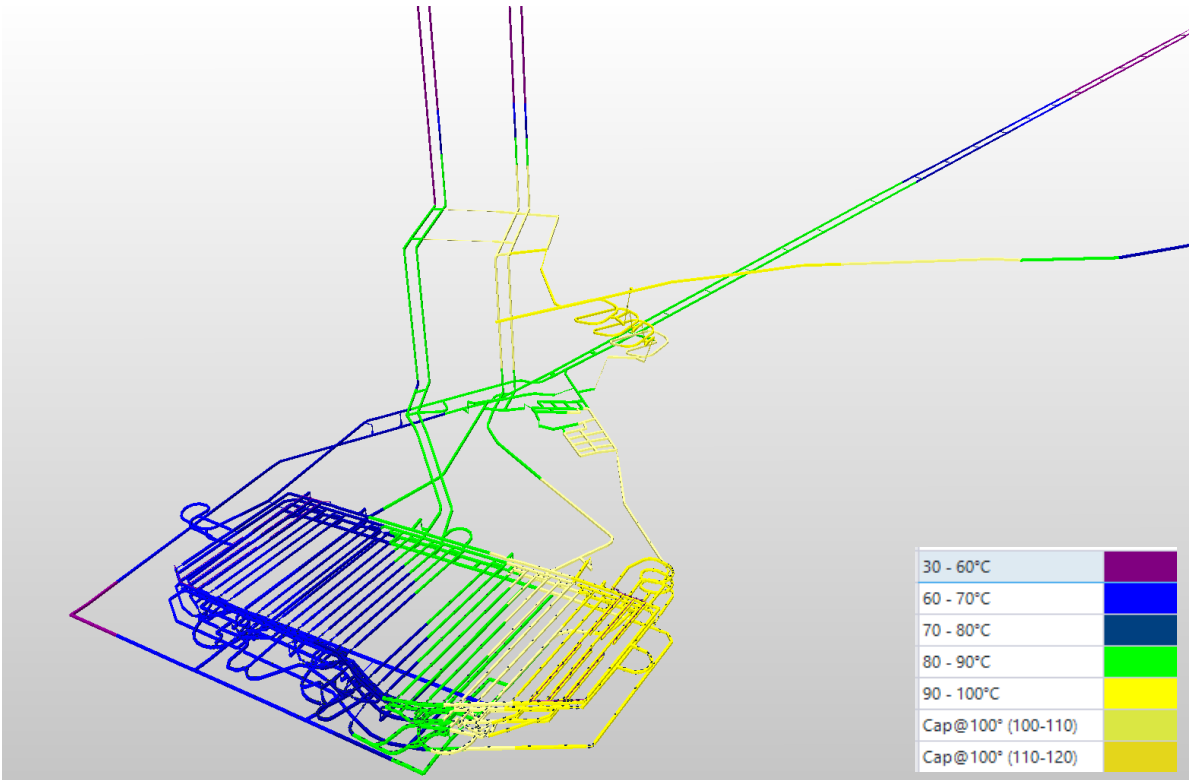 30 - 60°C
60 - 70°C
70 - 80°C
80 - 90°C
90 - 100°C
Cap@100° (100-110)
Cap@100° (110-120)